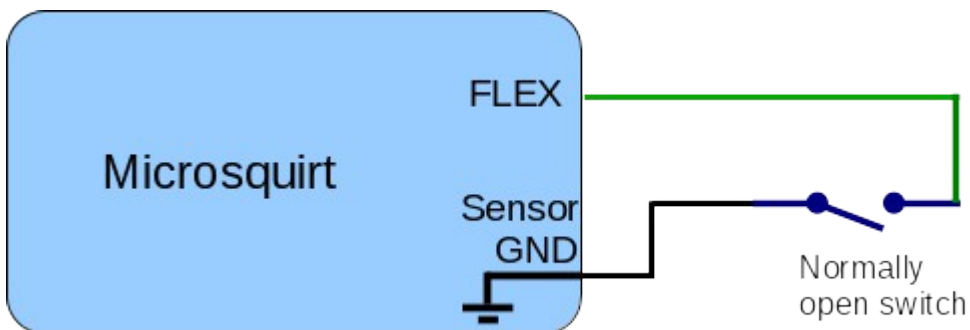 FLEX
Microsquirt
Sensor
GND
Normally
open switch